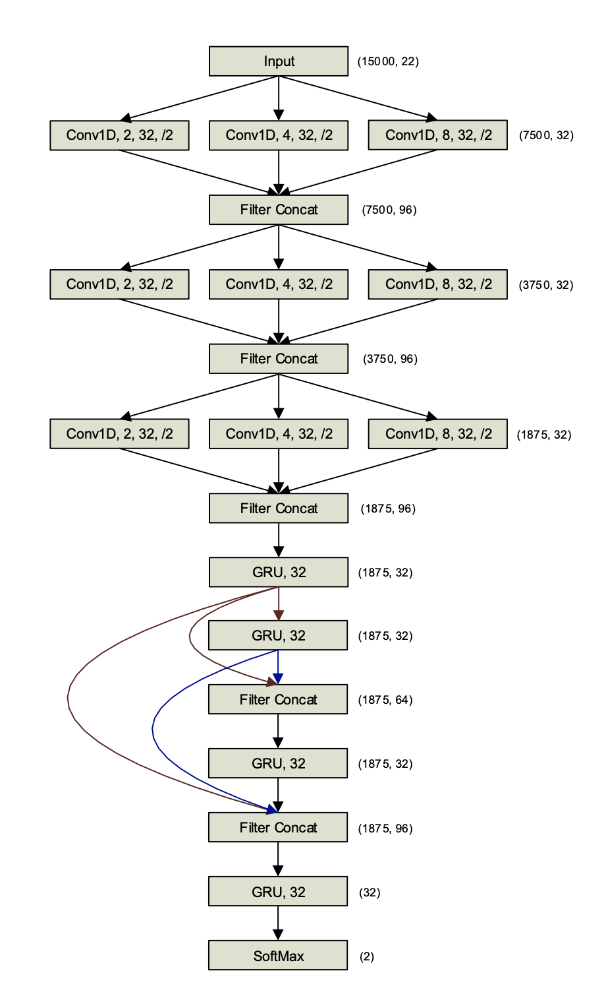 Input (15000, 22)
Conv1D, 2, 32, /2 Conv1D, 4, 32, /2 Conv1D, 8, 32, /2 (7500, 32)
Filter Concat (7500, 96)
Conv1D, 2, 32, /2 Conv1D, 4, 32, /2 Conv1D, 8, 32, /2 (3750, 32)
Filter Concat (3750, 96)
Conv1D, 2, 32, /2 Conv1D, 4, 32, /2 Conv1D, 8, 32, /2 (1875, 32)
Filter Concat (1875, 96)
GRU, 32 (1875, 32)
GRU, 32 (1875, 32)
Filter Concat (1875, 64)
GRU, 32 (1875, 32)
Filter Concat (1875, 96)
GRU, 32 (32)
SoftMax (2)